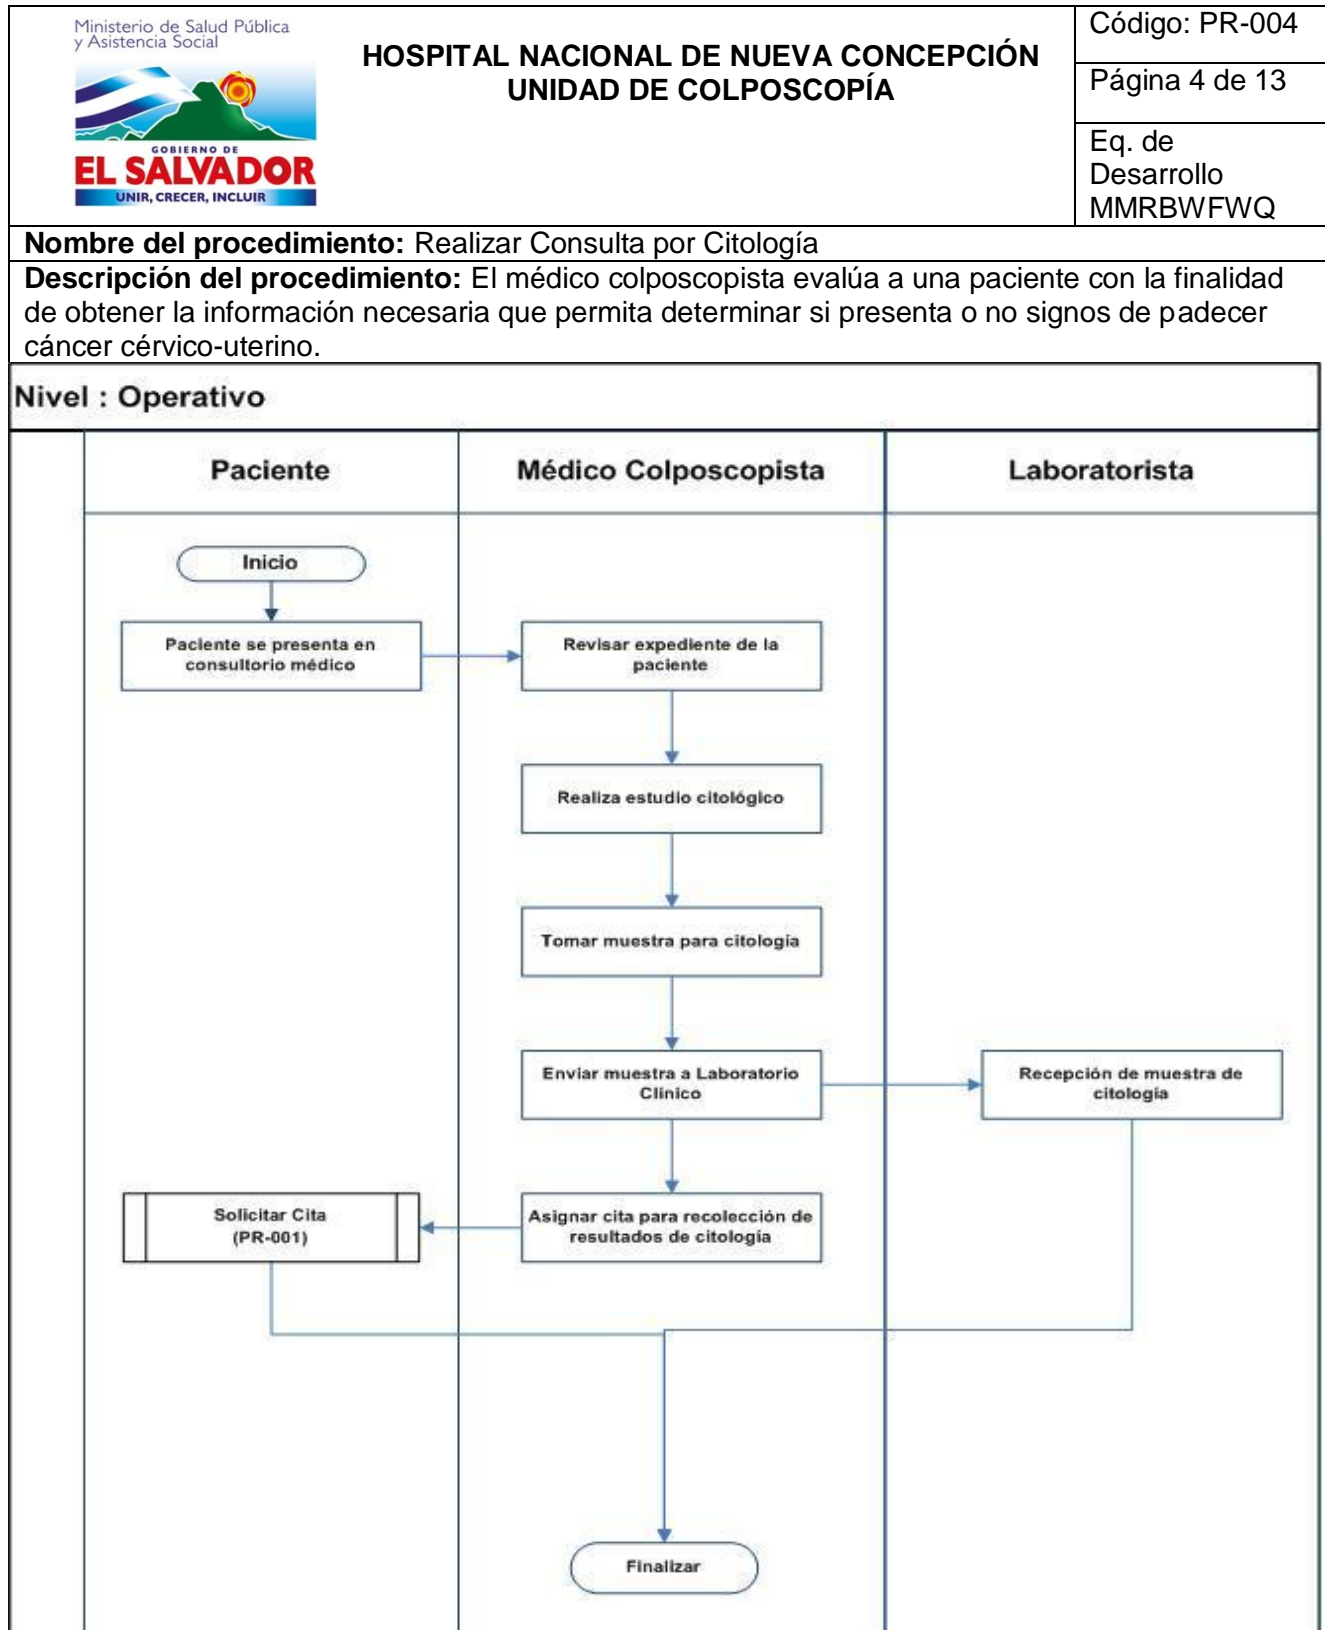 Ministerio de Salud Pública
y Asistencia Social
GOBIERNO DE
EL SALVADOR
UNIR, CRECER, INCLUIR
HOSPITAL NACIONAL DE NUEVA CONCEPCIÓN
UNIDAD DE COLPOSCOPÍA
Código: PR-004
Página 4 de 13
Eq. de
Desarrollo
MMRBWFWQ
Nombre del procedimiento: Realizar Consulta por Citología
Descripción del procedimiento: El médico colposcopista evalúa a una paciente con la finalidad
de obtener la información necesaria que permita determinar si presenta o no signos de padecer
cáncer cérvico-uterino.
Nivel : Operativo
Paciente
Médico Colposcopista
Laboratorista
Inicio
Paciente se presenta en
consultorio médico
Revisar expediente de la
paciente
Realiza estudio citológico
Tomar muestra para citología
Enviar muestra a Laboratorio
Clínico
Recepción de muestra de
citología
Solicitar Cita
(PR-001)
Asignar cita para recolección de
resultados de citología
Finalizar